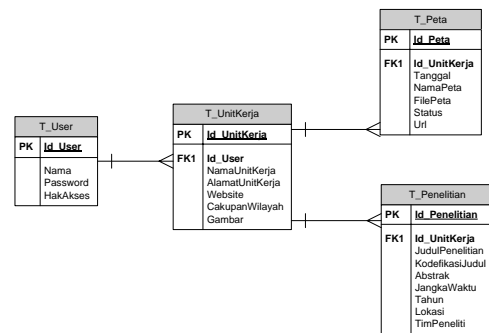 T_User
PK Id_User
Nama
Password
HakAkses
T_UnitKerja
PK Id_UnitKerja
FK1 Id_User
NamaUnitKerja
AlamatUnitKerja
Website
CakupanWilayah
Gambar
T_Peta
PK Id_Peta
FK1 Id_UnitKerja
Tanggal
NamaPeta
FilePeta
Status
Url
T_Penelitian
PK Id_Penelitian
FK1 Id_UnitKerja
JudulPenelitian
KodefikasiJudul
Abstrak
JangkaWaktu
Tahun
Lokasi
TimPeneliti